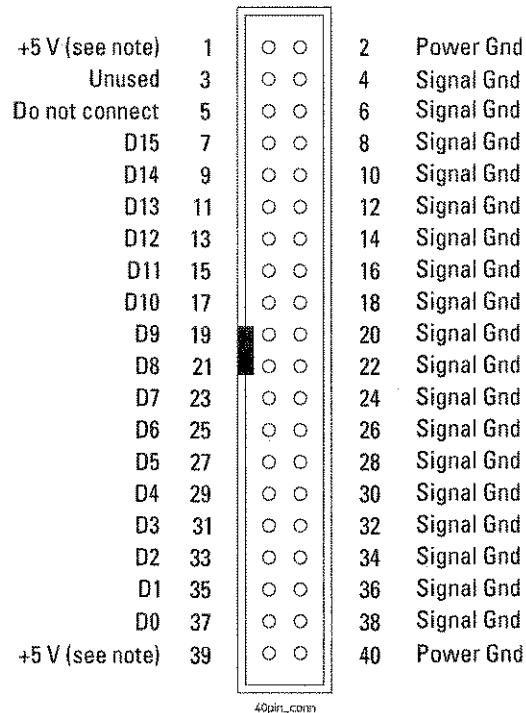 +5 V (see note) 1 2 Power Gnd
Unused 3 4 Signal Gnd
Do not connect 5 6 Signal Gnd
D15 7 8 Signal Gnd
D14 9 10 Signal Gnd
D13 11 12 Signal Gnd
D12 13 14 Signal Gnd
D11 15 16 Signal Gnd
D10 17 18 Signal Gnd
D9 19 20 Signal Gnd
D8 21 22 Signal Gnd
D7 23 24 Signal Gnd
D6 25 26 Signal Gnd
D5 27 28 Signal Gnd
D4 29 30 Signal Gnd
D3 31 32 Signal Gnd
D2 33 34 Signal Gnd
D1 35 36 Signal Gnd
D0 37 38 Signal Gnd
+5 V (see note) 39 40 Power Gnd
40pin_conn